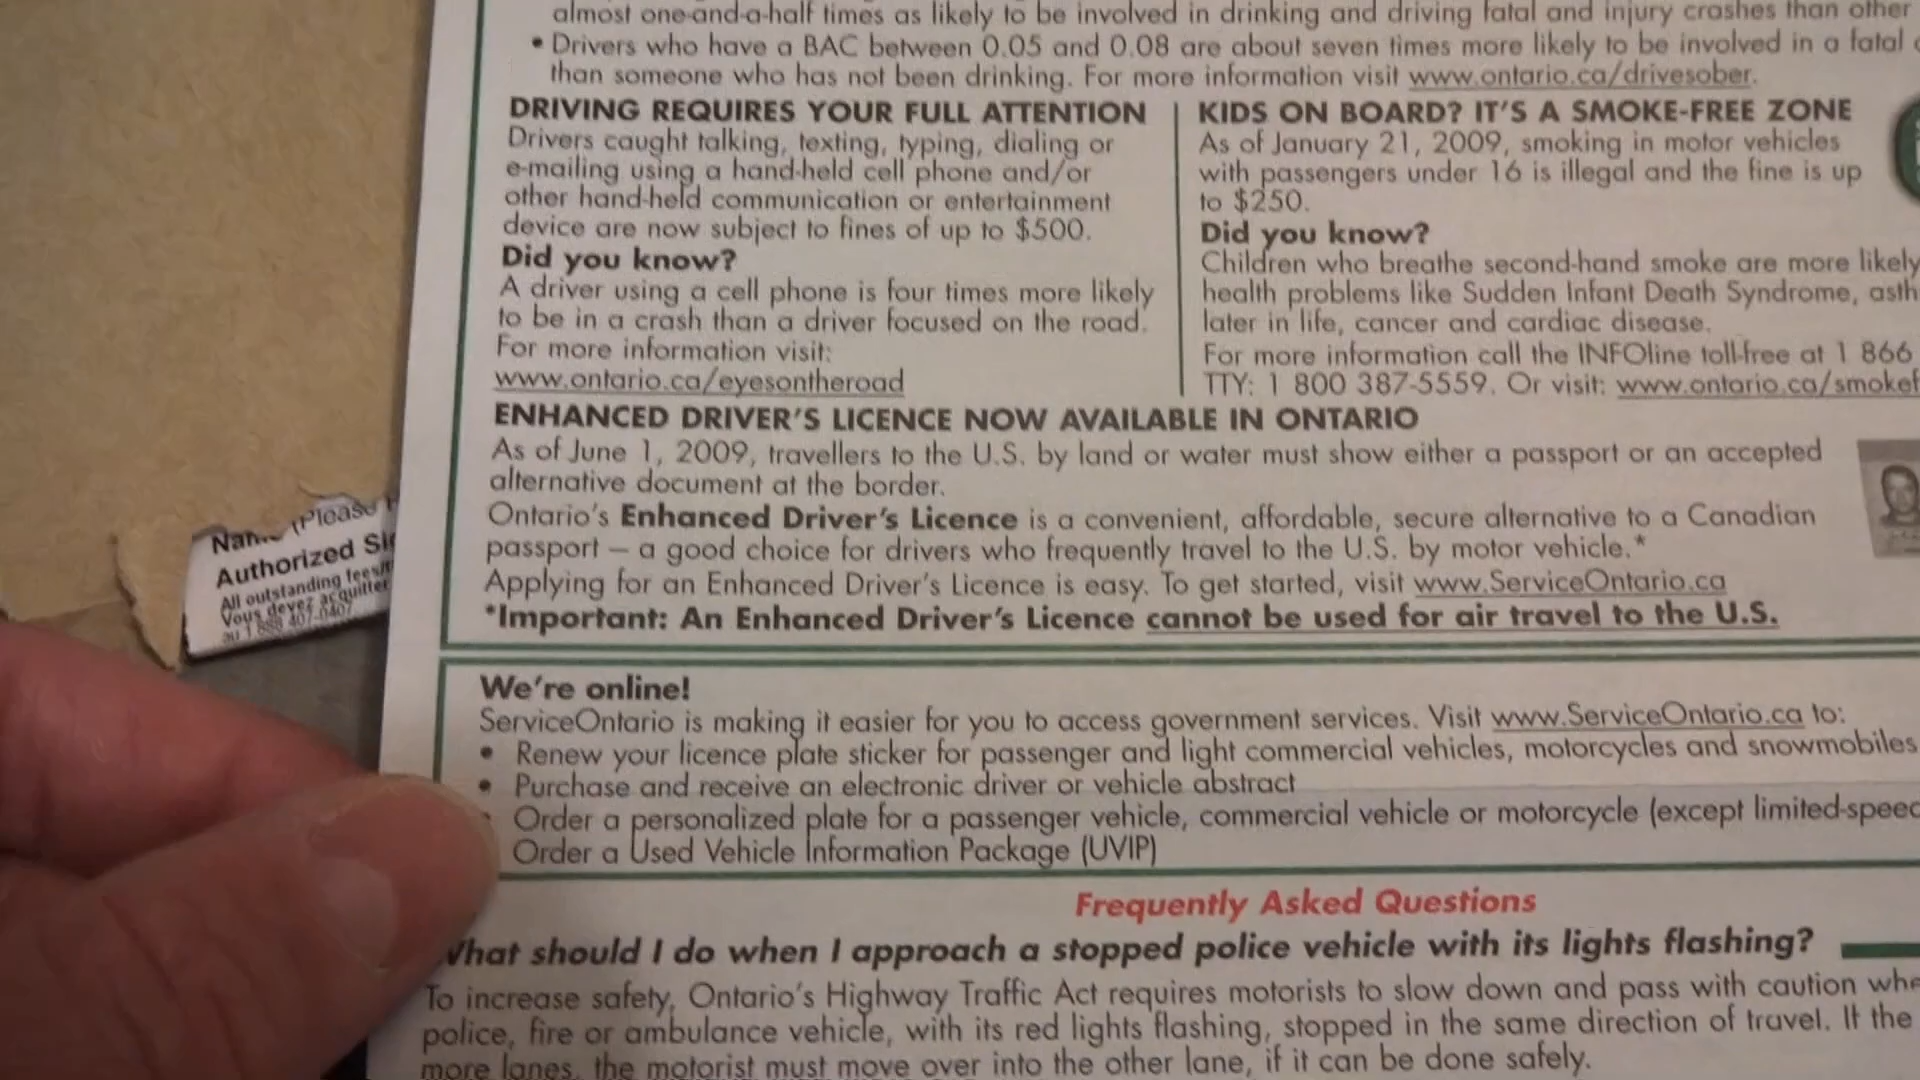 almost one-and-a-half times as likely to be involved in drinking and driving fatal and injury crashes than other
• Drivers who have a BAC between 0.05 and 0.08 are about seven times more likely to be involved in a fatal
than someone who has not been drinking. For more information visit www.ontario.ca/drivesober.
DRIVING REQUIRES YOUR FULL ATTENTION
Drivers caught talking, texting, typing, dialing or
e-mailing using a hand-held cell phone and/or
other hand-held communication or entertainment
device are now subject to fines of up to $500.
Did you know?
A driver using a cell phone is four times more likely
to be in a crash than a driver focused on the road.
For more information visit:
www.ontario.ca/eyesontheroad
KIDS ON BOARD? IT'S A SMOKE-FREE ZONE
As of January 21, 2009, smoking in motor vehicles
with passengers under 16 is illegal and the fine is up
to $250.
Did you know?
Children who breathe second-hand smoke are more likely
health problems like Sudden Infant Death Syndrome, asth
later in life, cancer and cardiac disease.
For more information call the INFOline toll-free at 1 866
TTY: 1 800 387-5559. Or visit: www.ontario.ca/smokef
ENHANCED DRIVER'S LICENCE NOW AVAILABLE IN ONTARIO
As of June 1, 2009, travellers to the U.S. by land or water must show either a passport or an accepted
alternative document at the border.
Ontario's Enhanced Driver's Licence is a convenient, affordable, secure alternative to a Canadian
passport – a good choice for drivers who frequently travel to the U.S. by motor vehicle.*
Applying for an Enhanced Driver's Licence is easy. To get started, visit www.ServiceOntario.ca
*Important: An Enhanced Driver's Licence cannot be used for air travel to the U.S.
(Please
Authorized Si
All outstanding fees/
Vous devez acquitter
au 1 888 407-0407
We're online!
ServiceOntario is making it easier for you to access government services. Visit www.ServiceOntario.ca to:
• Renew your licence plate sticker for passenger and light commercial vehicles, motorcycles and snowmobiles
• Purchase and receive an electronic driver or vehicle abstract
Order a personalized plate for a passenger vehicle, commercial vehicle or motorcycle (except limited-speed
Order a Used Vehicle Information Package (UVIP)
Frequently Asked Questions
What should I do when I approach a stopped police vehicle with its lights flashing?
To increase safety, Ontario's Highway Traffic Act requires motorists to slow down and pass with caution whe
police, fire or ambulance vehicle, with its red lights flashing, stopped in the same direction of travel. If the
more lanes, the motorist must move over into the other lane, if it can be done safely.